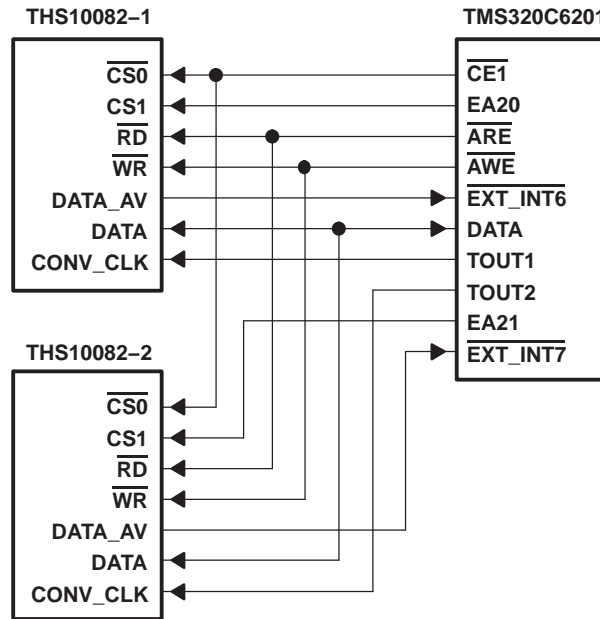 THS10082–1
TMS320C6201
CS0
CS1
RD
WR
DATA_AV
DATA
CONV_CLK
CE1
EA20
ARE
AWE
EXT_INT6
DATA
TOUT1
TOUT2
EA21
EXT_INT7
THS10082–2
CS0
CS1
RD
WR
DATA_AV
DATA
CONV_CLK